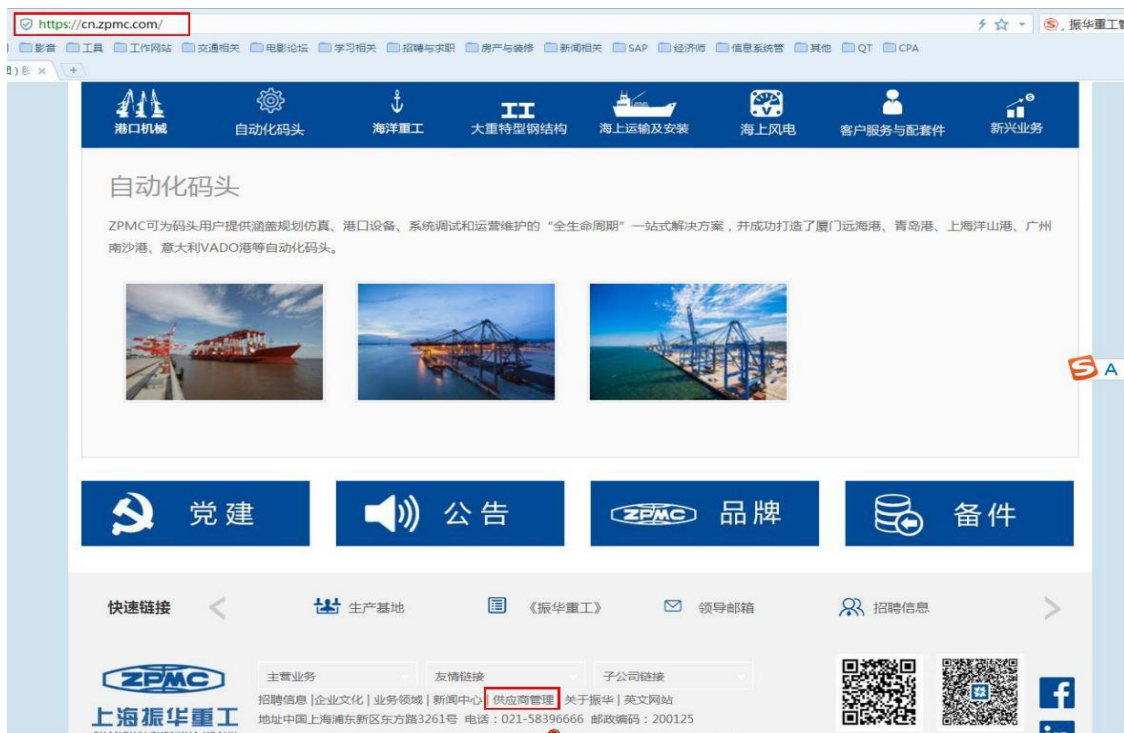 https://cn.zpmc.com/
振华重工
影音 工具 工作网站 交通相关 电影论坛 学习相关 招聘与求职 房产与装修 新闻相关 SAP 经济师 信息系统管 其他 QT CPA
港口机械 自动化码头 海洋重工 大重特型钢结构 海上运输及安装 海上风电 客户服务与配套件 新兴业务
自动化码头
ZPMC可为码头用户提供涵盖规划仿真、港口设备、系统调试和运营维护的“全生命周期”一站式解决方案，并成功打造了厦门远海港、青岛港、上海洋山港、广州
南沙港、意大利VADO港等自动化码头。
A
党建 公告 ZPMC 品牌 备件
快速链接 生产基地 《振华重工》 领导邮箱 招聘信息
ZPMC
主营业务 友情链接 子公司链接
招聘信息 |企业文化 | 业务领域 | 新闻中心 | 供应商管理 | 关于振华 | 英文网站
上海振华重工
地址中国上海浦东新区东方路3261号 电话：021-58396666 邮政编码：200125